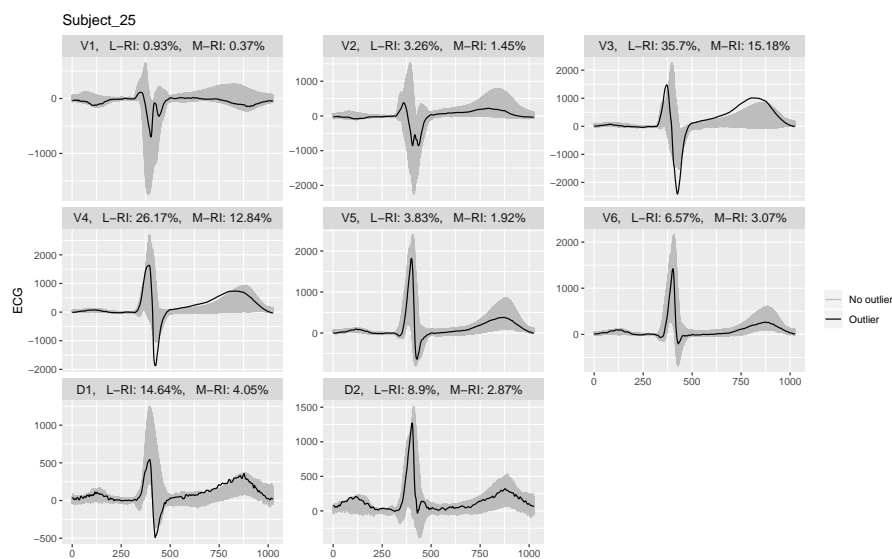 Subject_25
V1, L−RI: 0.93%, M−RI: 0.37%
V2, L−RI: 3.26%, M−RI: 1.45%
V3, L−RI: 35.7%, M−RI: 15.18%
0
−1000
1000
0
−1000
−2000
2000
1000
0
−1000
−2000
V4, L−RI: 26.17%, M−RI: 12.84%
V5, L−RI: 3.83%, M−RI: 1.92%
V6, L−RI: 6.57%, M−RI: 3.07%
2000
1000
0
−1000
−2000
2000
1000
0
2000
1000
0
0 250 500 750 1000
ECG
No outlier
Outlier
D1, L−RI: 14.64%, M−RI: 4.05%
D2, L−RI: 8.9%, M−RI: 2.87%
1000
500
0
−500
1500
1000
500
0
0 250 500 750 1000
0 250 500 750 1000